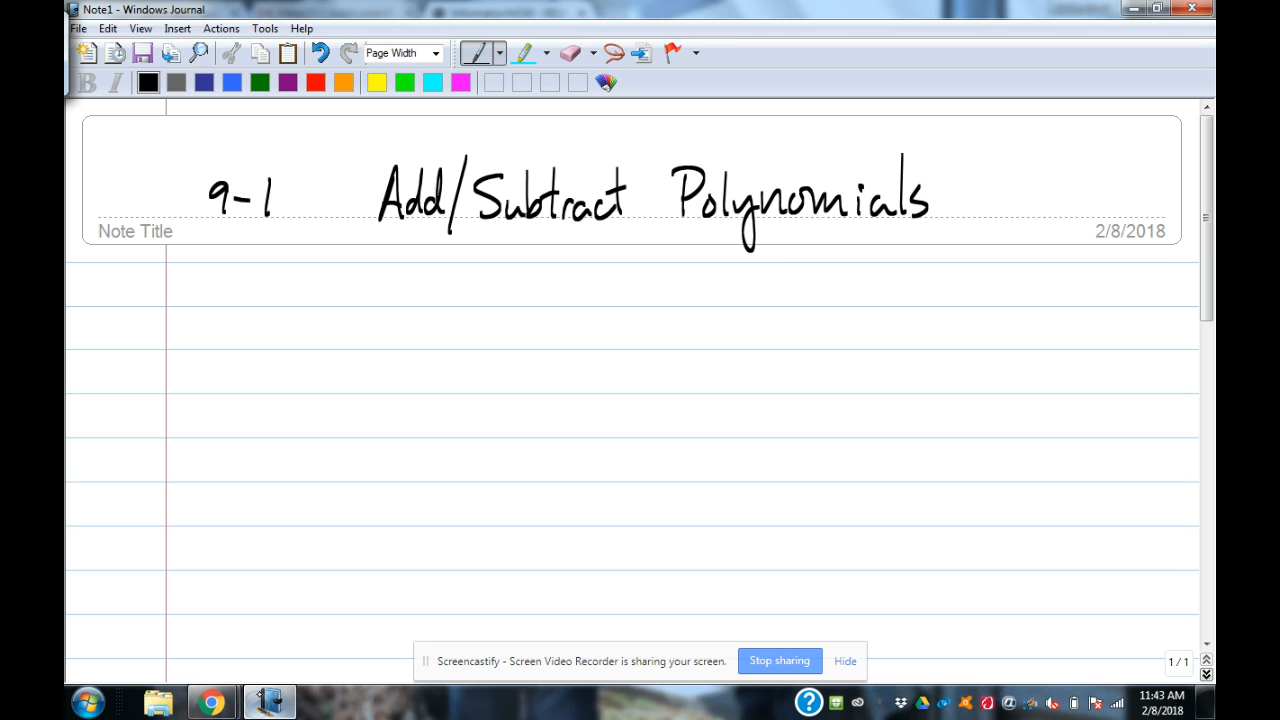 Note1 - Windows Journal
File Edit View Insert Actions Tools Help
Page Width
B I
9-1 Add/Subtract Polynomials
Note Title 2/8/2018
Screencastify - Screen Video Recorder is sharing your screen. Stop sharing Hide
1 / 1
11:43 AM
2/8/2018